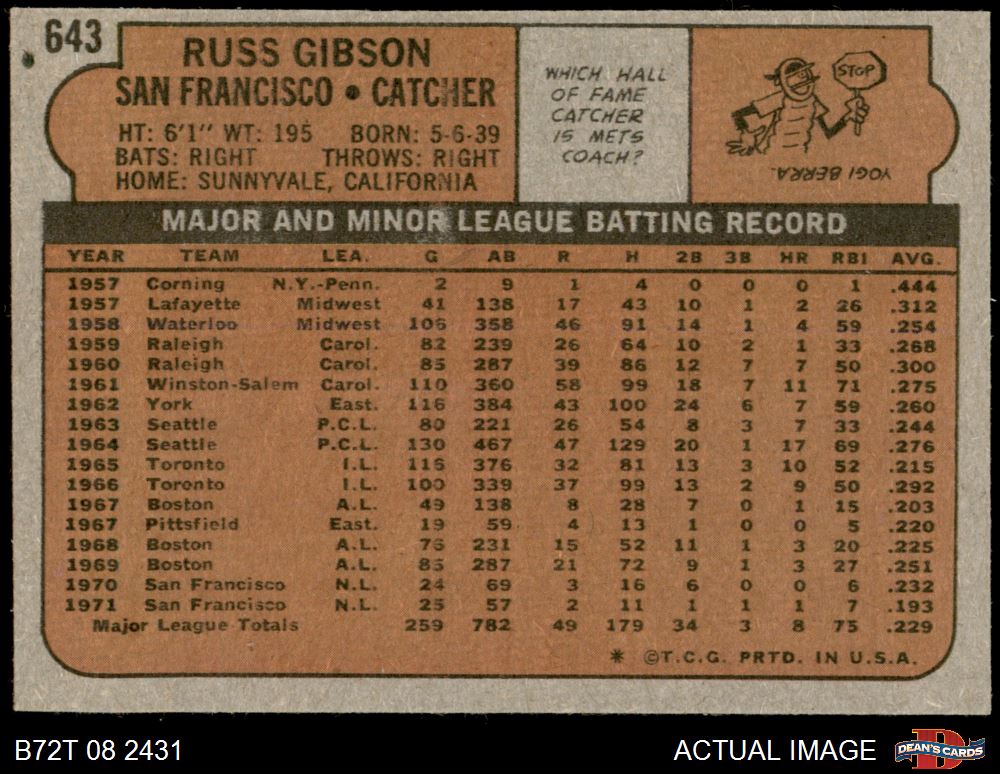 643
RUSS GIBSON
SAN FRANCISCO • CATCHER
HT: 6'1" WT: 195 BORN: 5-6-39
BATS: RIGHT THROWS: RIGHT
HOME: SUNNYVALE, CALIFORNIA
WHICH HALL
OF FAME
CATCHER
IS METS
COACH?
STOP
YOGI BERRA.
MAJOR AND MINOR LEAGUE BATTING RECORD
YEAR TEAM LEA. G AB R H 2B 3B HR RBI AVG.
1957 Corning N.Y.-Penn. 2 9 1 4 0 0 0 1 .444
1957 Lafayette Midwest 41 138 17 43 10 1 2 26 .312
1958 Waterloo Midwest 106 358 46 91 14 1 4 59 .254
1959 Raleigh Carol. 82 239 26 64 10 2 1 33 .268
1960 Raleigh Carol. 85 287 39 86 12 7 7 50 .300
1961 Winston-Salem Carol. 110 360 58 99 18 7 11 71 .275
1962 York East. 116 384 43 100 24 6 7 59 .260
1963 Seattle P.C.L. 80 221 26 54 8 3 7 33 .244
1964 Seattle P.C.L. 130 467 47 129 20 1 17 69 .276
1965 Toronto I.L. 115 376 32 81 13 3 10 52 .215
1966 Toronto I.L. 100 339 37 99 13 2 9 50 .292
1967 Boston A.L. 49 138 8 28 7 0 1 15 .203
1967 Pittsfield East. 19 59 4 13 1 0 0 5 .220
1968 Boston A.L. 76 231 15 52 11 1 3 20 .225
1969 Boston A.L. 85 287 21 72 9 1 3 27 .251
1970 San Francisco N.L. 24 69 3 16 6 0 0 6 .232
1971 San Francisco N.L. 25 57 2 11 1 1 1 7 .193
Major League Totals 259 782 49 179 34 3 8 75 .229
* ©T.C.G. PRTD. IN U.S.A.
B72T 08 2431
ACTUAL IMAGE
D
DEAN'S CARDS